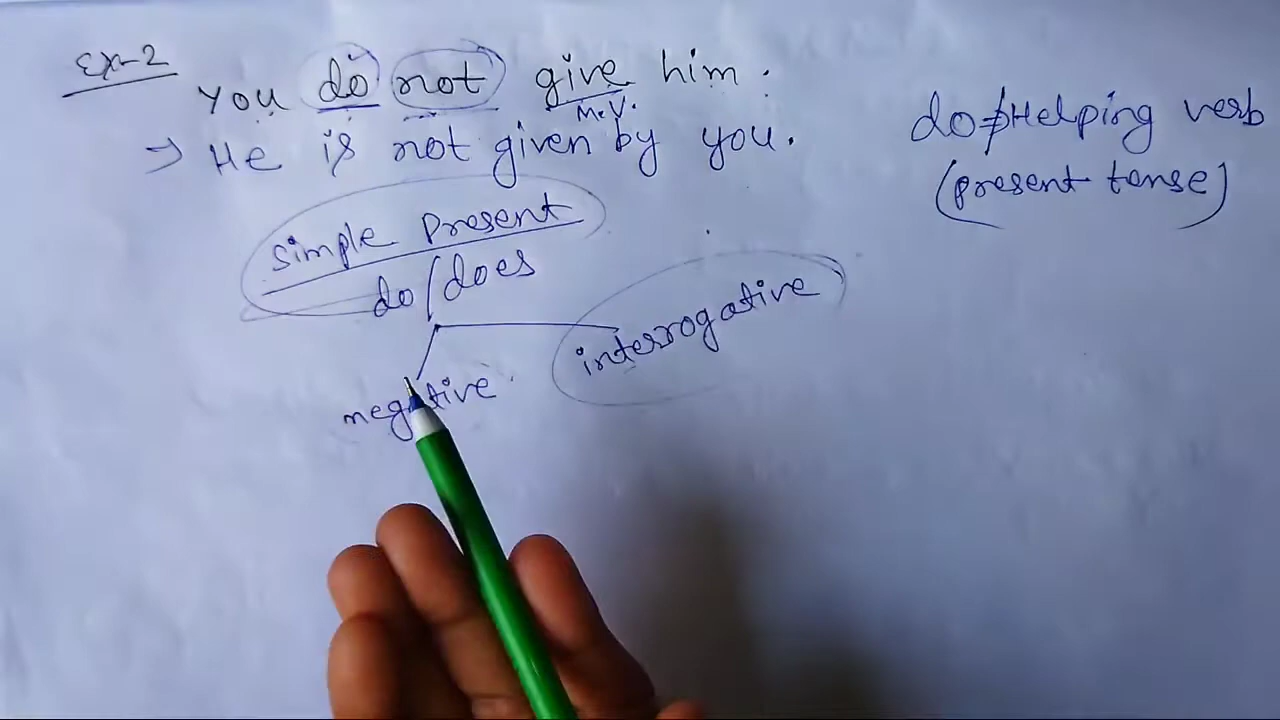 Ex-2
You do not give him.
M.V.
→ He is not given by you.
do ≠ Helping verb
(present tense)
Simple Present
do/does
interrogative
negative